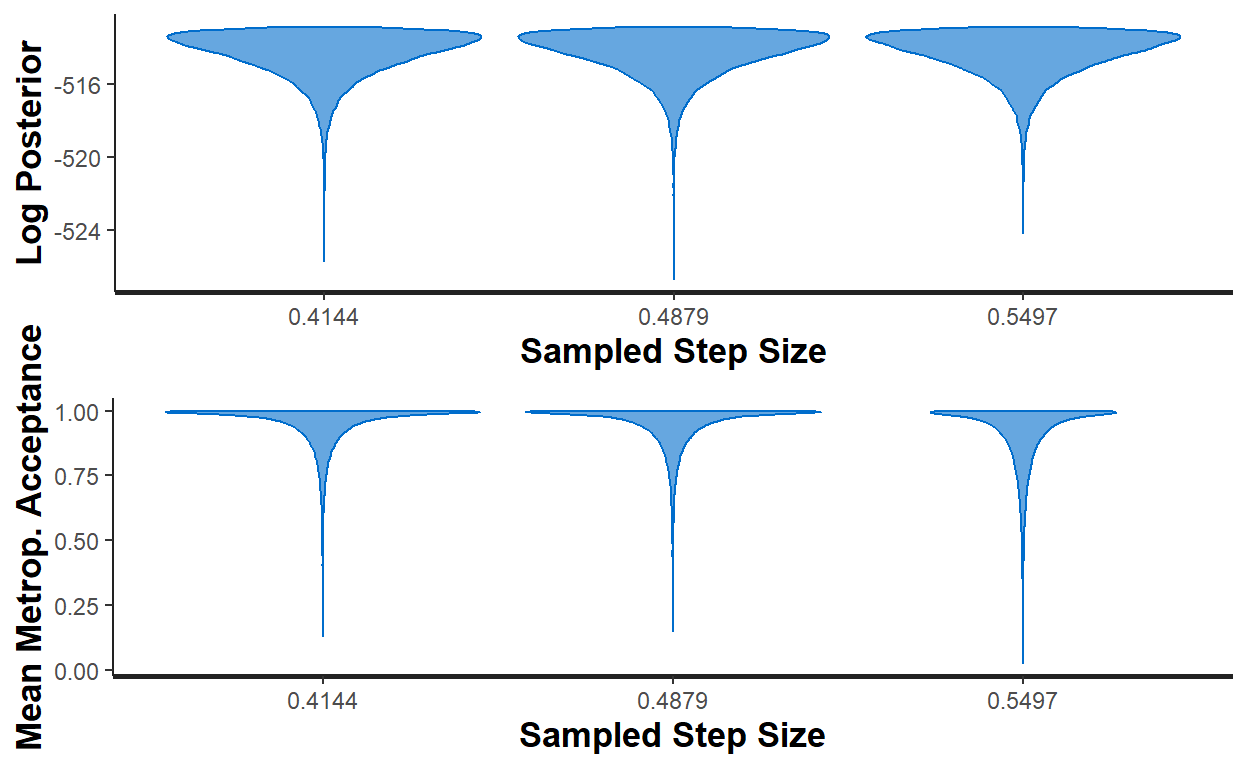 Log Posterior
-516
-520
-524
0.4144 0.4879 0.5497
Sampled Step Size
Mean Metrop. Acceptance
1.00
0.75
0.50
0.25
0.00
0.4144 0.4879 0.5497
Sampled Step Size